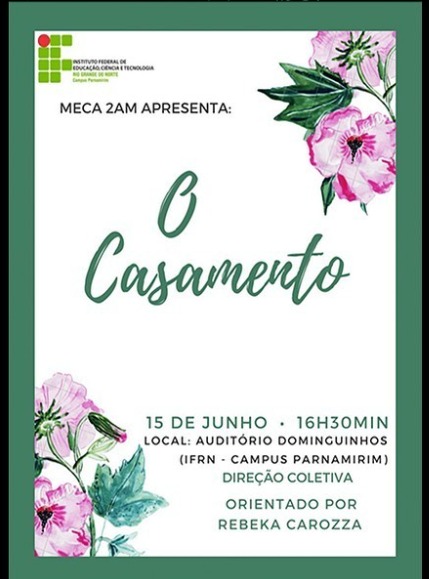 INSTITUTO FEDERAL DE
EDUCAÇÃO, CIÊNCIA E TECNOLOGIA
RIO GRANDE DO NORTE
Campus Parnamirim
MECA 2AM APRESENTA:
O
Casamento
15 DE JUNHO • 16H30MIN
LOCAL: AUDITÓRIO DOMINGUINHOS
(IFRN - CAMPUS PARNAMIRIM)
DIREÇÃO COLETIVA
ORIENTADO POR
REBEKA CAROZZA